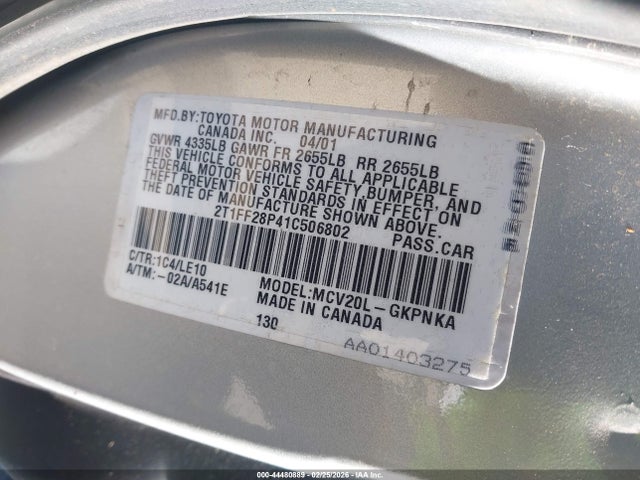 MFD.BY:TOYOTA MOTOR MANUFACTURING
CANADA INC. 04/01
GVWR 4335LB GAWR FR 2655LB RR 2655LB
THIS VEHICLE CONFORMS TO ALL APPLICABLE
FEDERAL MOTOR VEHICLE SAFETY,BUMPER, AND
THEFT PREVENTION STANDARDS IN EFFECT ON
THE DATE OF MANUFACTURE SHOWN ABOVE.
2T1FF28P41C506802 PASS.CAR
C/TR:1C4/LE10 MODEL:MCV20L-GKPNKA
A/TM:-02A/A541E MADE IN CANADA
130
AA01403275
000-44480889 - 02/25/2026 - IAAI.COM